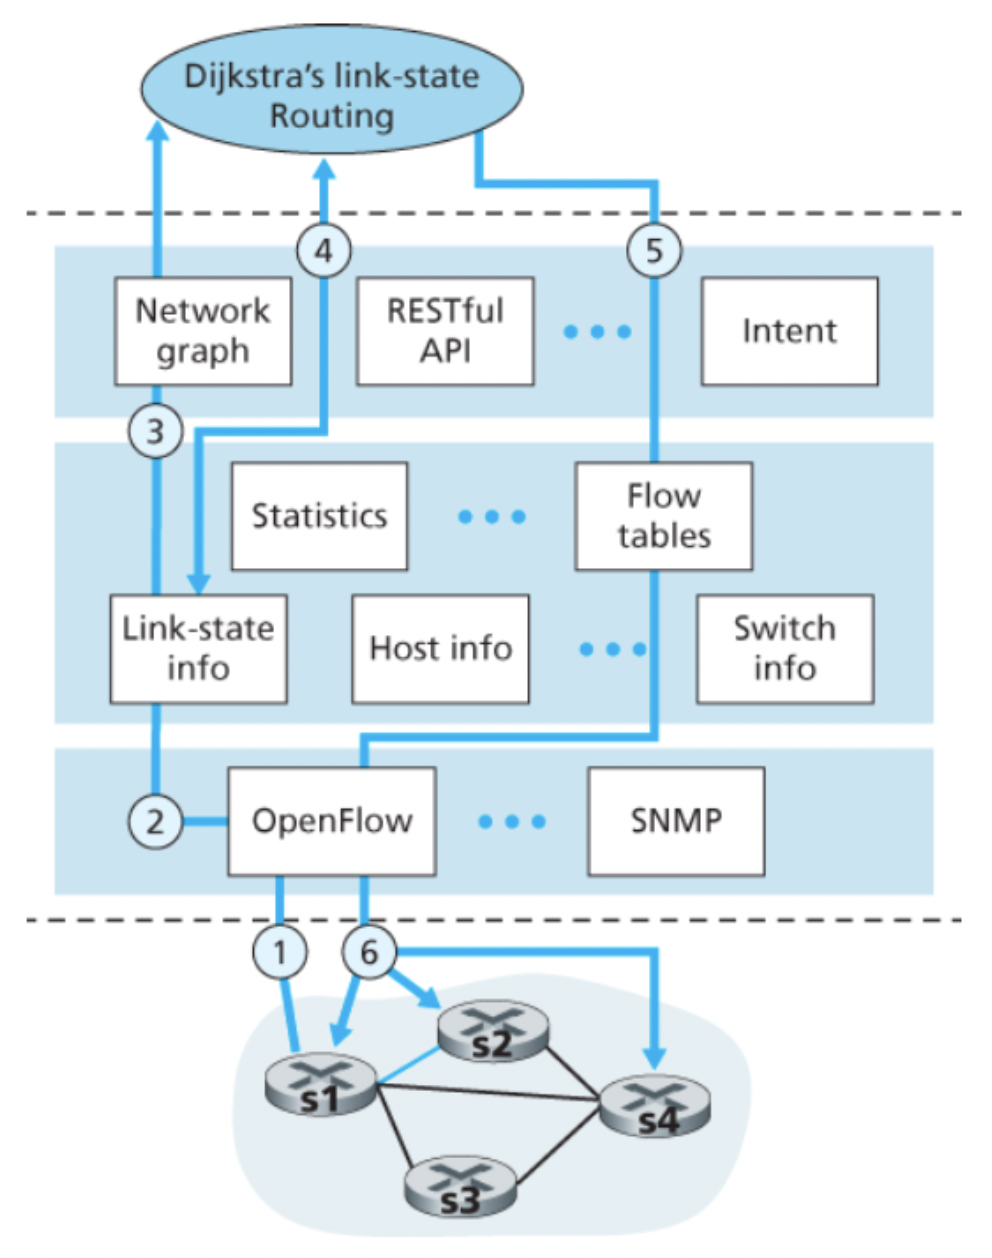 Dijkstra's link-state
Routing
4
5
Network
graph
RESTful
API
Intent
3
Statistics
Flow
tables
Link-state
info
Host info
Switch
info
2
OpenFlow
SNMP
1
6
s2
s1
s4
s3